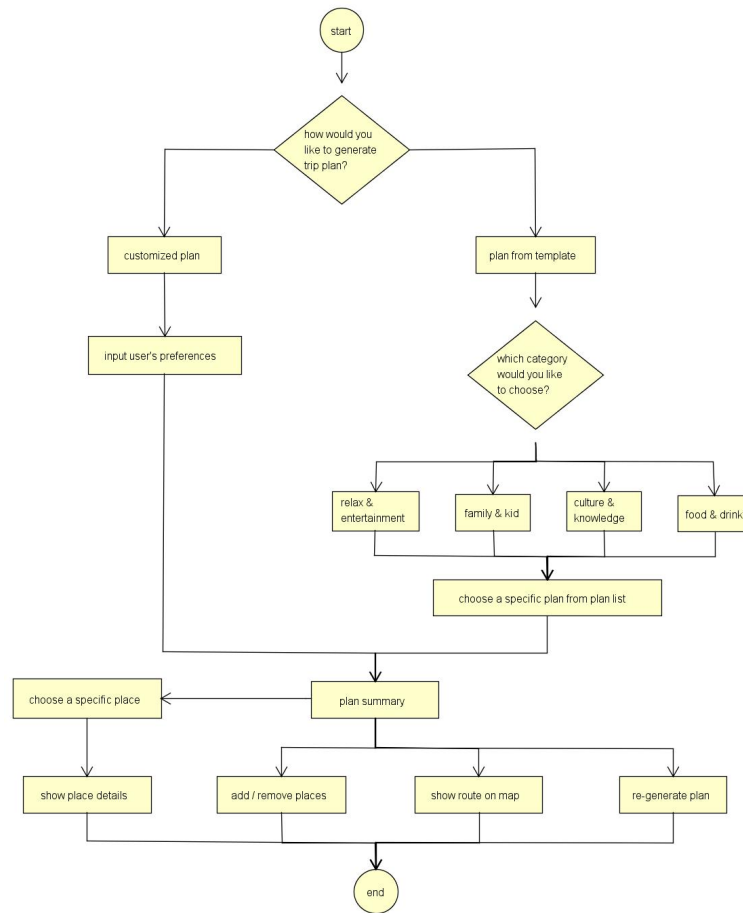 start
how would you
like to generate
trip plan?
customized plan
plan from template
input user's preferences
which category
would you like
to choose?
relax &
entertainment
family & kid
culture &
knowledge
food & drink
choose a specific plan from plan list
choose a specific place
plan summary
show place details
add / remove places
show route on map
re-generate plan
end